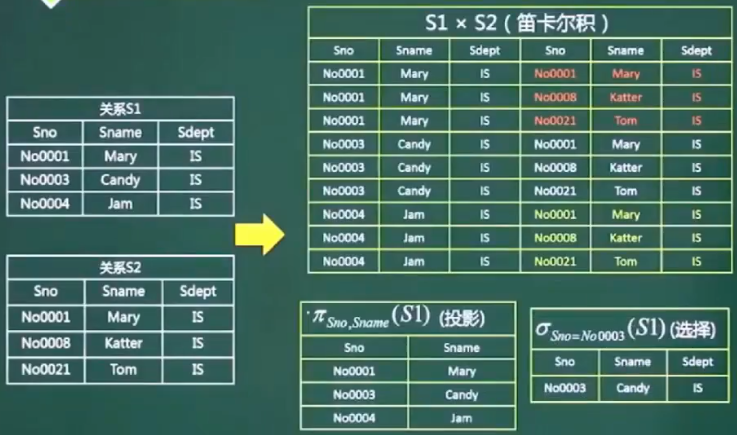 关系S1
Sno Sname Sdept
No0001 Mary IS
No0003 Candy IS
No0004 Jam IS
关系S2
Sno Sname Sdept
No0001 Mary IS
No0008 Katter IS
No0021 Tom IS
S1 × S2 ( 笛卡尔积 )
Sno Sname Sdept Sno Sname Sdept
No0001 Mary IS No0001 Mary IS
No0001 Mary IS No0008 Katter IS
No0001 Mary IS No0021 Tom IS
No0003 Candy IS No0001 Mary IS
No0003 Candy IS No0008 Katter IS
No0003 Candy IS No0021 Tom IS
No0004 Jam IS No0001 Mary IS
No0004 Jam IS No0008 Katter IS
No0004 Jam IS No0021 Tom IS
π Sno,Sname (S1) (投影)
Sno Sname
No0001 Mary
No0003 Candy
No0004 Jam
σ Sno=No0003 (S1) (选择)
Sno Sname Sdept
No0003 Candy IS